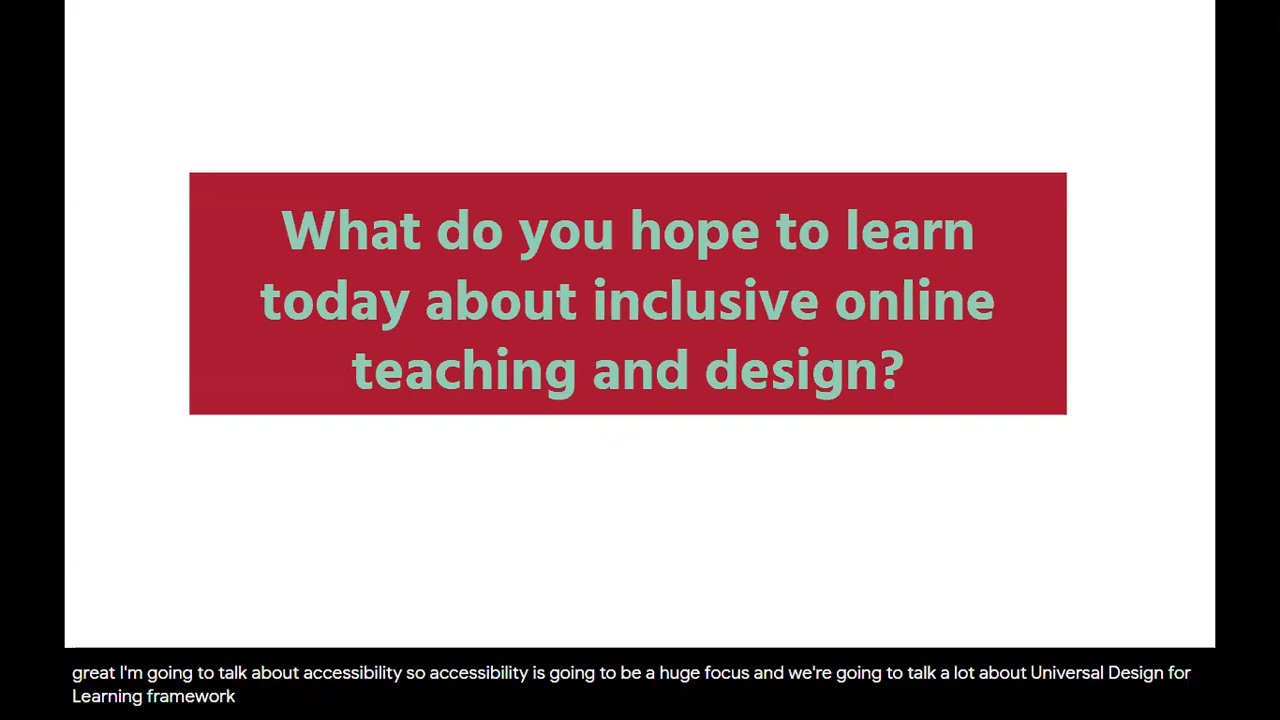 What do you hope to learn
today about inclusive online
teaching and design?
great I'm going to talk about accessibility so accessibility is going to be a huge focus and we're going to talk a lot about Universal Design for
Learning framework